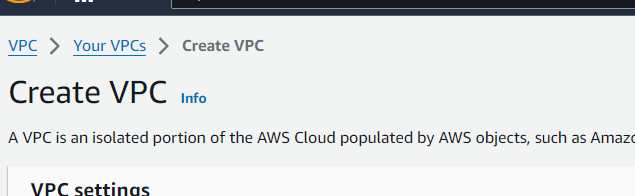 VPC > Your VPCs > Create VPC
Create VPC Info
A VPC is an isolated portion of the AWS Cloud populated by AWS objects, such as Amazo
VPC settings